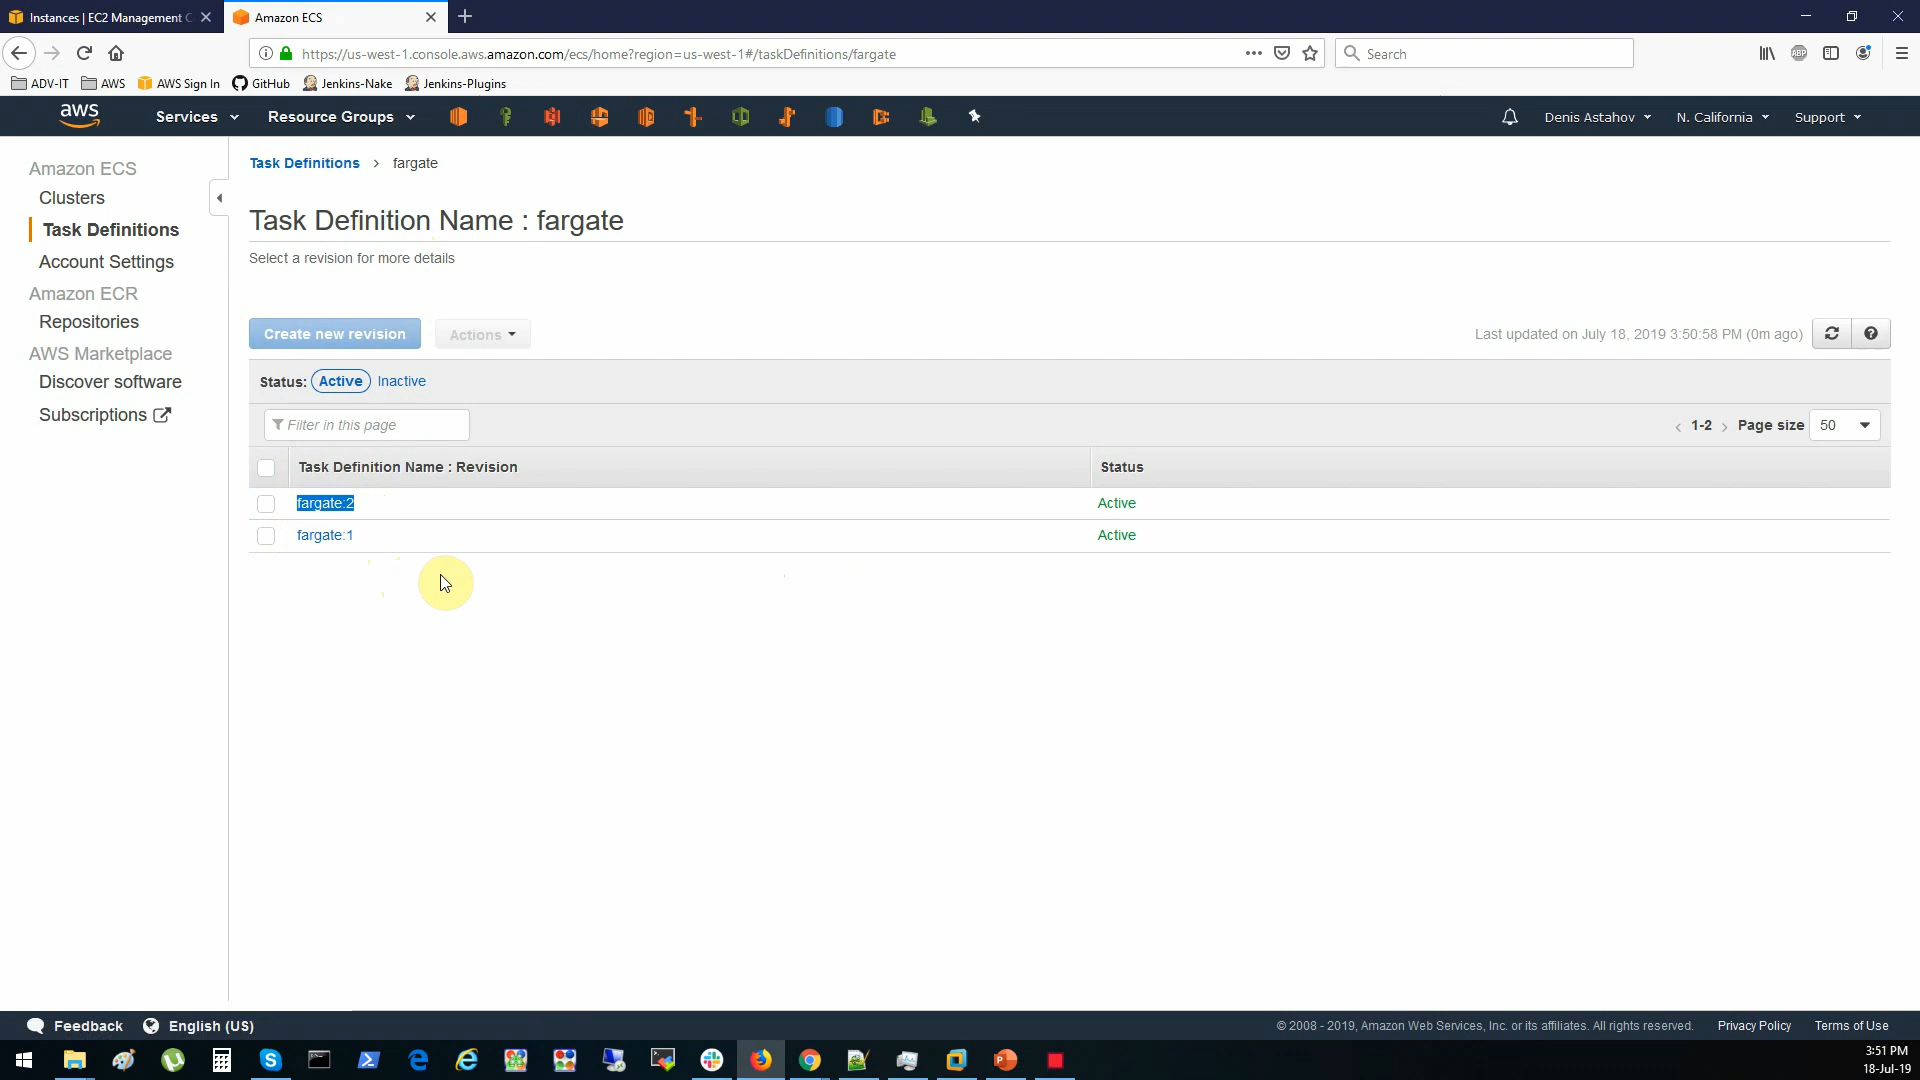 Instances | EC2 Management C
Amazon ECS
https://us-west-1.console.aws.amazon.com/ecs/home?region=us-west-1#/taskDefinitions/fargate
Search
ADV-IT
AWS
AWS Sign In
GitHub
Jenkins-Nake
Jenkins-Plugins
aws
Services
Resource Groups
Denis Astahov
N. California
Support
Amazon ECS
Clusters
Task Definitions
Account Settings
Amazon ECR
Repositories
AWS Marketplace
Discover software
Subscriptions
Task Definitions > fargate
Task Definition Name : fargate
Select a revision for more details
Create new revision
Actions
Last updated on July 18, 2019 3:50:58 PM (0m ago)
Status: Active Inactive
Filter in this page
< 1-2 > Page size 50
Task Definition Name : Revision
Status
fargate:2
Active
fargate:1
Active
Feedback
English (US)
© 2008 - 2019, Amazon Web Services, Inc. or its affiliates. All rights reserved.
Privacy Policy
Terms of Use
3:51 PM
18-Jul-19